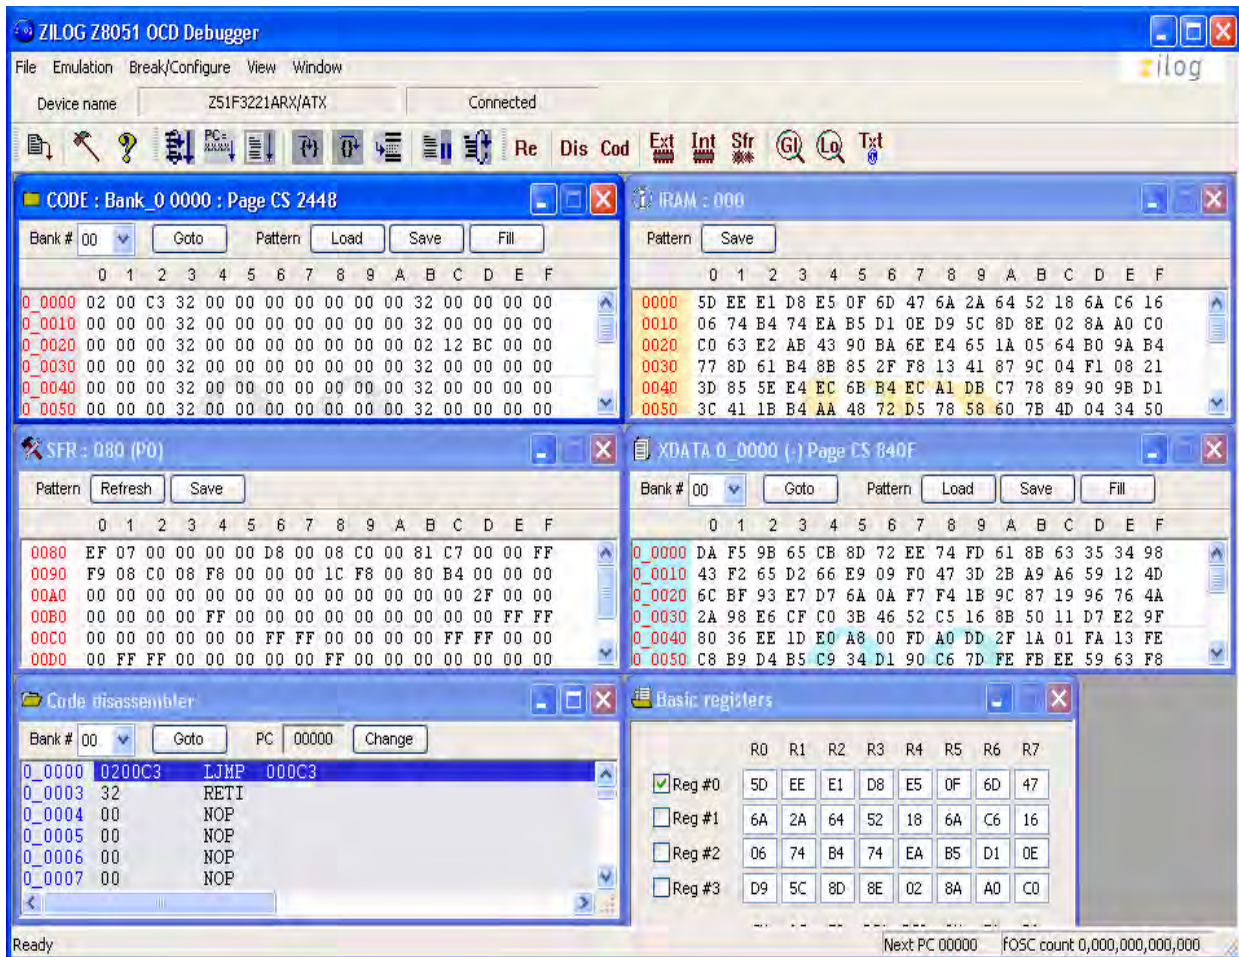 ZILOG Z8051 OCD Debugger
File Emulation Break/Configure View Window
zilog
Device name Z51F3221ARX/ATX Connected
PC= Re Dis Cod Ext Int Sfr Gl Lo Txt
CODE : Bank_0 0000 : Page CS 2448
Bank # 00 Goto Pattern Load Save Fill
0 1 2 3 4 5 6 7 8 9 A B C D E F
0_0000 02 00 C3 32 00 00 00 00 00 00 00 32 00 00 00 00
0_0010 00 00 00 32 00 00 00 00 00 00 00 32 00 00 00 00
0_0020 00 00 00 32 00 00 00 00 00 00 00 02 12 BC 00 00
0_0030 00 00 00 32 00 00 00 00 00 00 00 32 00 00 00 00
0_0040 00 00 00 32 00 00 00 00 00 00 00 32 00 00 00 00
0_0050 00 00 00 32 00 00 00 00 00 00 00 32 00 00 00 00
IRAM : 000
Pattern Save
0 1 2 3 4 5 6 7 8 9 A B C D E F
0000 5D EE E1 D8 E5 0F 6D 47 6A 2A 64 52 18 6A C6 16
0010 06 74 B4 74 EA B5 D1 0E D9 5C 8D 8E 02 8A A0 C0
0020 C0 63 E2 AB 43 90 BA 6E E4 65 1A 05 64 B0 9A B4
0030 77 8D 61 B4 8B 85 2F F8 13 41 87 9C 04 F1 08 21
0040 3D 85 5E E4 EC 6B B4 EC A1 DB C7 78 89 90 9B D1
0050 3C 41 1B B4 AA 48 72 D5 78 58 60 7B 4D 04 34 50
SFR : 080 (P0)
Pattern Refresh Save
0 1 2 3 4 5 6 7 8 9 A B C D E F
0080 EF 07 00 00 00 00 D8 00 08 C0 00 81 C7 00 00 FF
0090 F9 08 C0 08 F8 00 00 00 1C F8 00 80 B4 00 00 00
00A0 00 00 00 00 00 00 00 00 00 00 00 00 00 2F 00 00
00B0 00 00 00 00 FF 00 00 00 00 00 00 00 00 00 FF FF
00C0 00 00 00 00 00 00 FF FF 00 00 00 00 FF FF 00 00
00D0 00 FF FF 00 00 00 00 00 FF 00 00 00 00 00 00 00
XDATA 0_0000 (-) Page CS 840F
Bank # 00 Goto Pattern Load Save Fill
0 1 2 3 4 5 6 7 8 9 A B C D E F
0_0000 DA F5 9B 65 CB 8D 72 EE 74 FD 61 8B 63 35 34 98
0_0010 43 F2 65 D2 66 E9 09 F0 47 3D 2B A9 A6 59 12 4D
0_0020 6C BF 93 E7 D7 6A 0A F7 F4 1B 9C 87 19 96 76 4A
0_0030 2A 98 E6 CF C0 3B 46 52 C5 16 8B 50 11 D7 E2 9F
0_0040 80 36 EE 1D E0 A8 00 FD A0 DD 2F 1A 01 FA 13 FE
0_0050 C8 B9 D4 B5 C9 34 D1 90 C6 7D FE FB EE 59 63 F8
Code disassembler
Bank # 00 Goto PC 00000 Change
0_0000 0200C3 LJMP 000C3
0_0003 32 RETI
0_0004 00 NOP
0_0005 00 NOP
0_0006 00 NOP
0_0007 00 NOP
Basic registers
R0 R1 R2 R3 R4 R5 R6 R7
Reg #0 5D EE E1 D8 E5 0F 6D 47
Reg #1 6A 2A 64 52 18 6A C6 16
Reg #2 06 74 B4 74 EA B5 D1 0E
Reg #3 D9 5C 8D 8E 02 8A A0 C0
Ready Next PC 00000 fOSC count 0,000,000,000,000